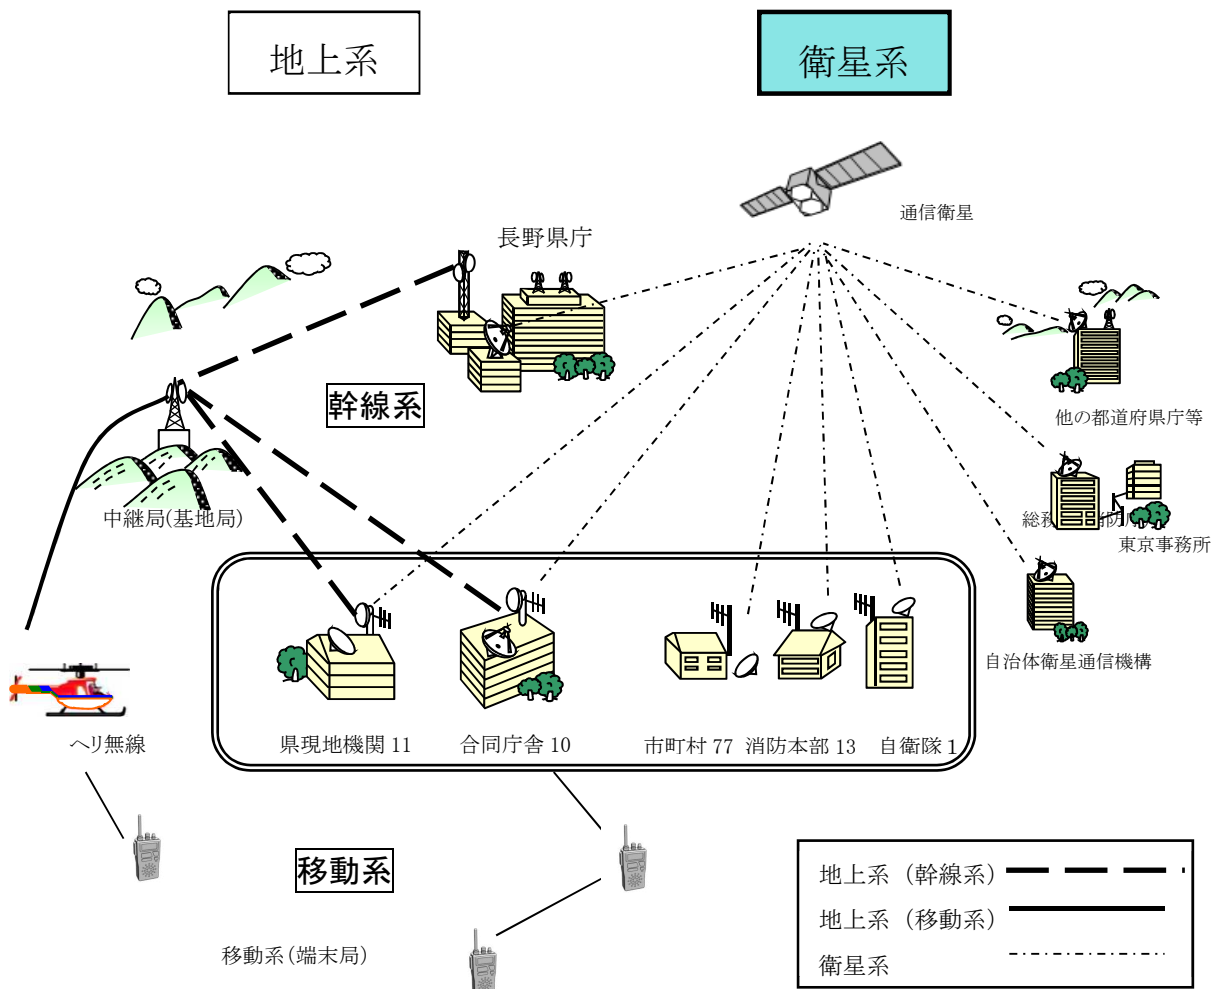 地上系
衛星系
通信衛星
長野県庁
幹線系
他の都道府県庁等
中継局(基地局)
総務
消防庁
東京事務所
自治体衛星通信機構
ヘリ無線
県現地機関 11
合同庁舎 10
市町村 77
消防本部 13
自衛隊 1
移動系
移動系(端末局)
地上系 (幹線系)
地上系 (移動系)
衛星系